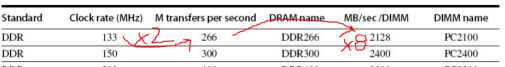 Standard Clock rate (MHz) M transfers per second DRAM name MB/sec /DIMM DIMM name
DDR 133 x2 266 DDR266 x8 2128 PC2100
DDR 150 300 DDR300 2400 PC2400